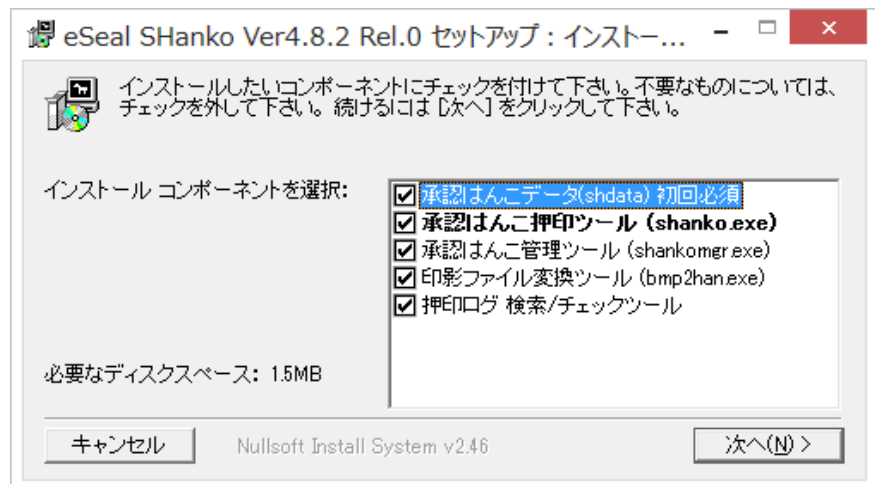 eSeal SHanko Ver4.8.2 Rel.0 セットアップ：インストー...
インストールしたいコンポーネントにチェックを付けて下さい。不要なものについては、
チェックを外して下さい。続けるには [次へ] をクリックして下さい。
インストール コンポーネントを選択:
承認はんこデータ(shdata) 初回必須
承認はんこ押印ツール (shanko.exe)
承認はんこ管理ツール (shankomgr.exe)
印影ファイル変換ツール (bmp2han.exe)
押印ログ 検索/チェックツール
必要なディスクスペース: 1.5MB
キャンセル
Nullsoft Install System v2.46
次へ(N) >